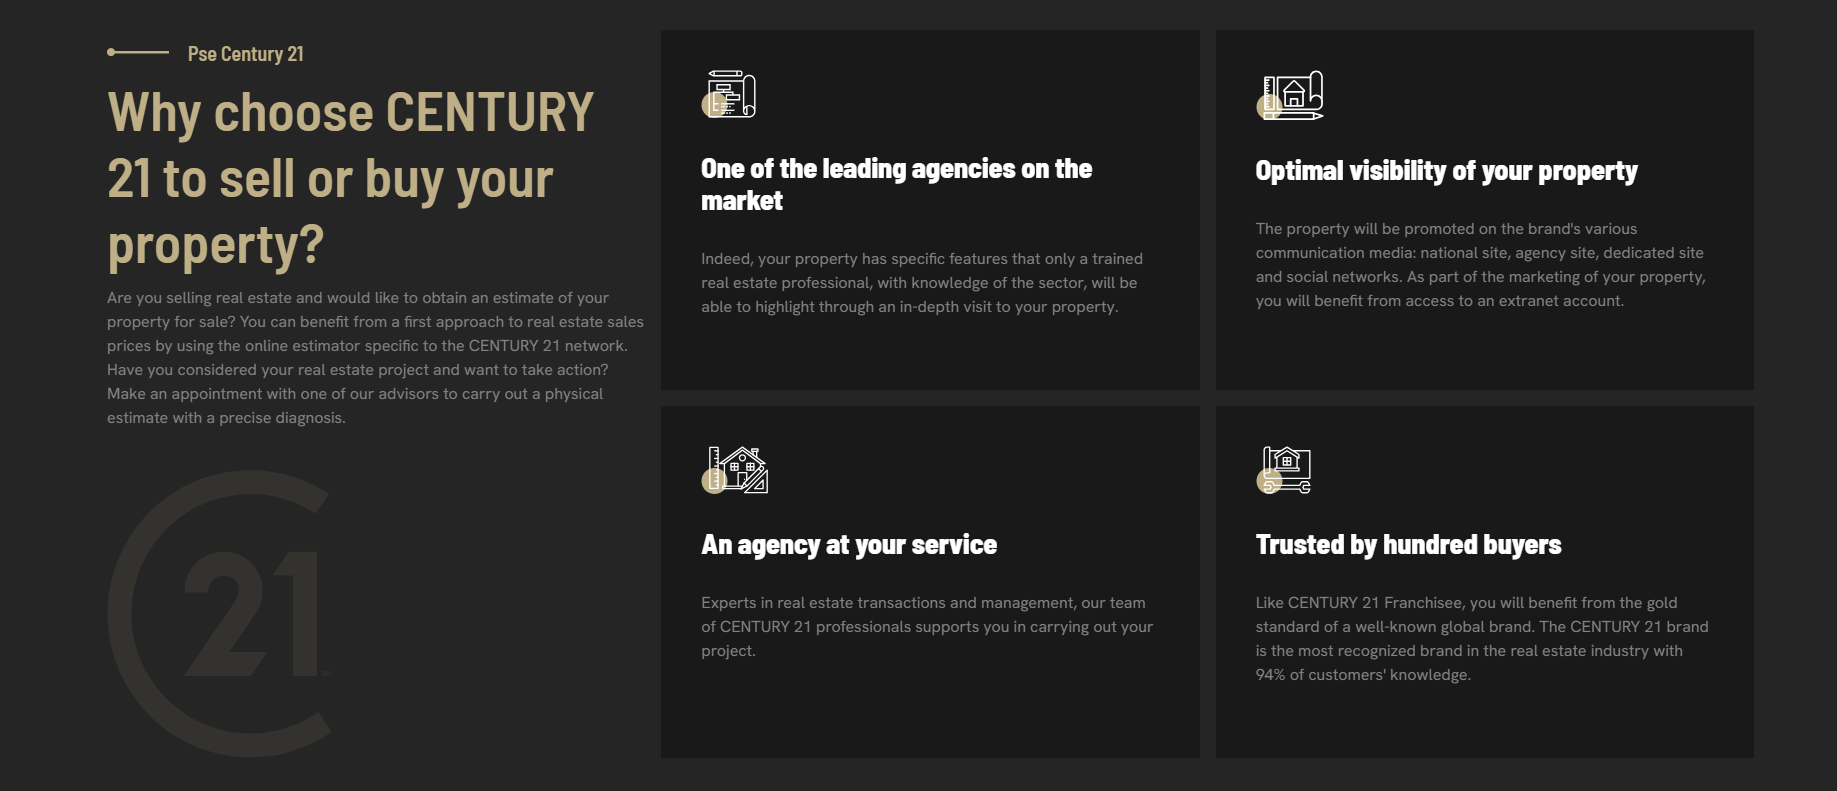 Pse Century 21
Why choose CENTURY
21 to sell or buy your
property?
Are you selling real estate and would like to obtain an estimate of your
property for sale? You can benefit from a first approach to real estate sales
prices by using the online estimator specific to the CENTURY 21 network.
Have you considered your real estate project and want to take action?
Make an appointment with one of our advisors to carry out a physical
estimate with a precise diagnosis.
21
One of the leading agencies on the
market
Indeed, your property has specific features that only a trained
real estate professional, with knowledge of the sector, will be
able to highlight through an in-depth visit to your property.
Optimal visibility of your property
The property will be promoted on the brand's various
communication media: national site, agency site, dedicated site
and social networks. As part of the marketing of your property,
you will benefit from access to an extranet account.
An agency at your service
Experts in real estate transactions and management, our team
of CENTURY 21 professionals supports you in carrying out your
project.
Trusted by hundred buyers
Like CENTURY 21 Franchisee, you will benefit from the gold
standard of a well-known global brand. The CENTURY 21 brand
is the most recognized brand in the real estate industry with
94% of customers' knowledge.